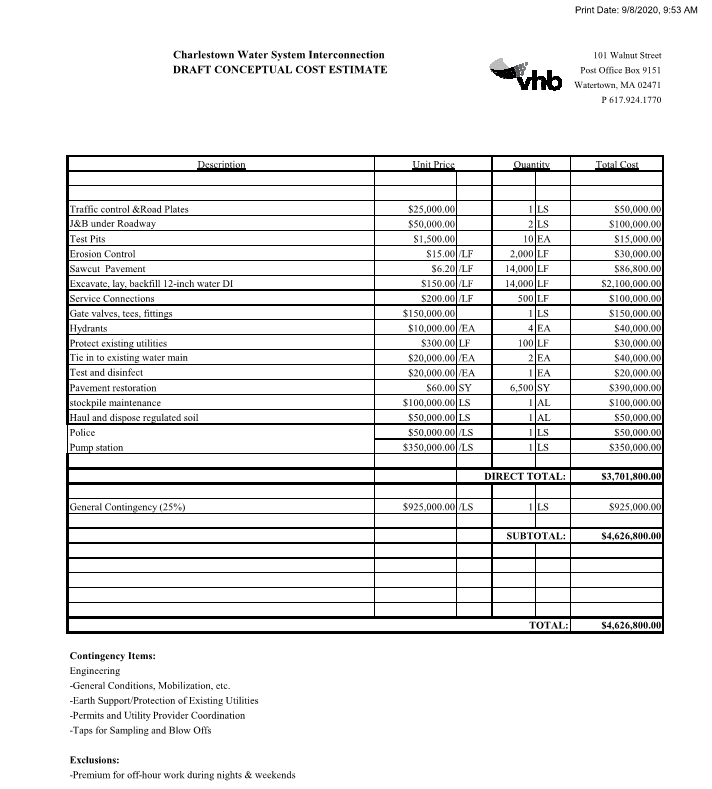 Print Date: 9/8/2020, 9:53 AM
Charlestown Water System Interconnection
DRAFT CONCEPTUAL COST ESTIMATE
vhb
101 Walnut Street
Post Office Box 9151
Watertown, MA 02471
P 617.924.1770
Description Unit Price Quantity Total Cost
Traffic control &Road Plates $25,000.00 1 LS $50,000.00
J&B under Roadway $50,000.00 2 LS $100,000.00
Test Pits $1,500.00 10 EA $15,000.00
Erosion Control $15.00 /LF 2,000 LF $30,000.00
Sawcut Pavement $6.20 /LF 14,000 LF $86,800.00
Excavate, lay, backfill 12-inch water DI $150.00 /LF 14,000 LF $2,100,000.00
Service Connections $200.00 /LF 500 LF $100,000.00
Gate valves, tees, fittings $150,000.00 1 LS $150,000.00
Hydrants $10,000.00 /EA 4 EA $40,000.00
Protect existing utilities $300.00 LF 100 LF $30,000.00
Tie in to existing water main $20,000.00 /EA 2 EA $40,000.00
Test and disinfect $20,000.00 /EA 1 EA $20,000.00
Pavement restoration $60.00 SY 6,500 SY $390,000.00
stockpile maintenance $100,000.00 LS 1 AL $100,000.00
Haul and dispose regulated soil $50,000.00 LS 1 AL $50,000.00
Police $50,000.00 /LS 1 LS $50,000.00
Pump station $350,000.00 /LS 1 LS $350,000.00
DIRECT TOTAL: $3,701,800.00
General Contingency (25%) $925,000.00 /LS 1 LS $925,000.00
SUBTOTAL: $4,626,800.00
TOTAL: $4,626,800.00
Contingency Items:
Engineering
-General Conditions, Mobilization, etc.
-Earth Support/Protection of Existing Utilities
-Permits and Utility Provider Coordination
-Taps for Sampling and Blow Offs
Exclusions:
-Premium for off-hour work during nights & weekends